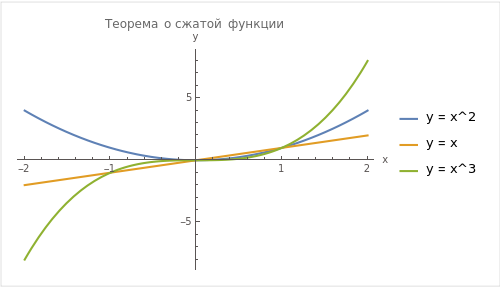 Теорема о сжатой функции
y
5
-2
-1
1
2
x
-5
y = x^2
y = x
y = x^3